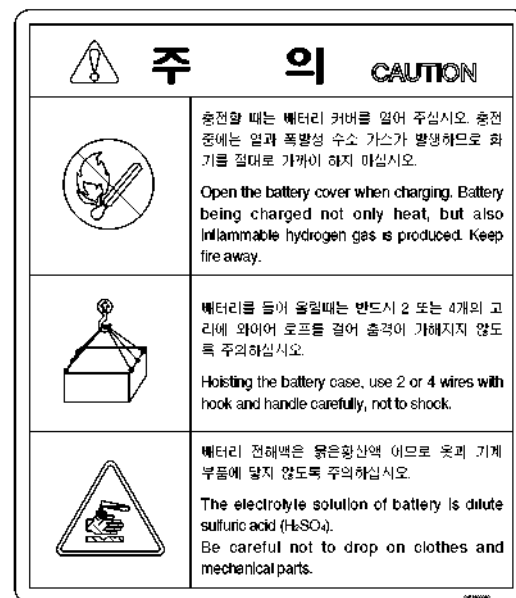 주 의 CAUTION
충전할 때는 배터리 커버를 열어 주십시오. 충전
중에는 열과 폭발성 수소 가스가 발생하므로 화
기를 절대로 가까이 하지 마십시오.
Open the battery cover when charging. Battery
being charged not only heat, but also
inflammable hydrogen gas is produced. Keep
fire away.
배터리를 들어 올릴때는 반드시 2 또는 4개의 고
리에 와이어 로프를 걸어 충격이 가해지지 않도
록 주의하십시오.
Hoisting the battery case, use 2 or 4 wires with
hook and handle carefully, not to shock.
배터리 전해액은 묽은황산액 이므로 옷과 기계
부품에 닿지 않도록 주의하십시오.
The electrolyte solution of battery is dilute
sulfuric acid (H₂SO₄).
Be careful not to drop on clothes and
mechanical parts.